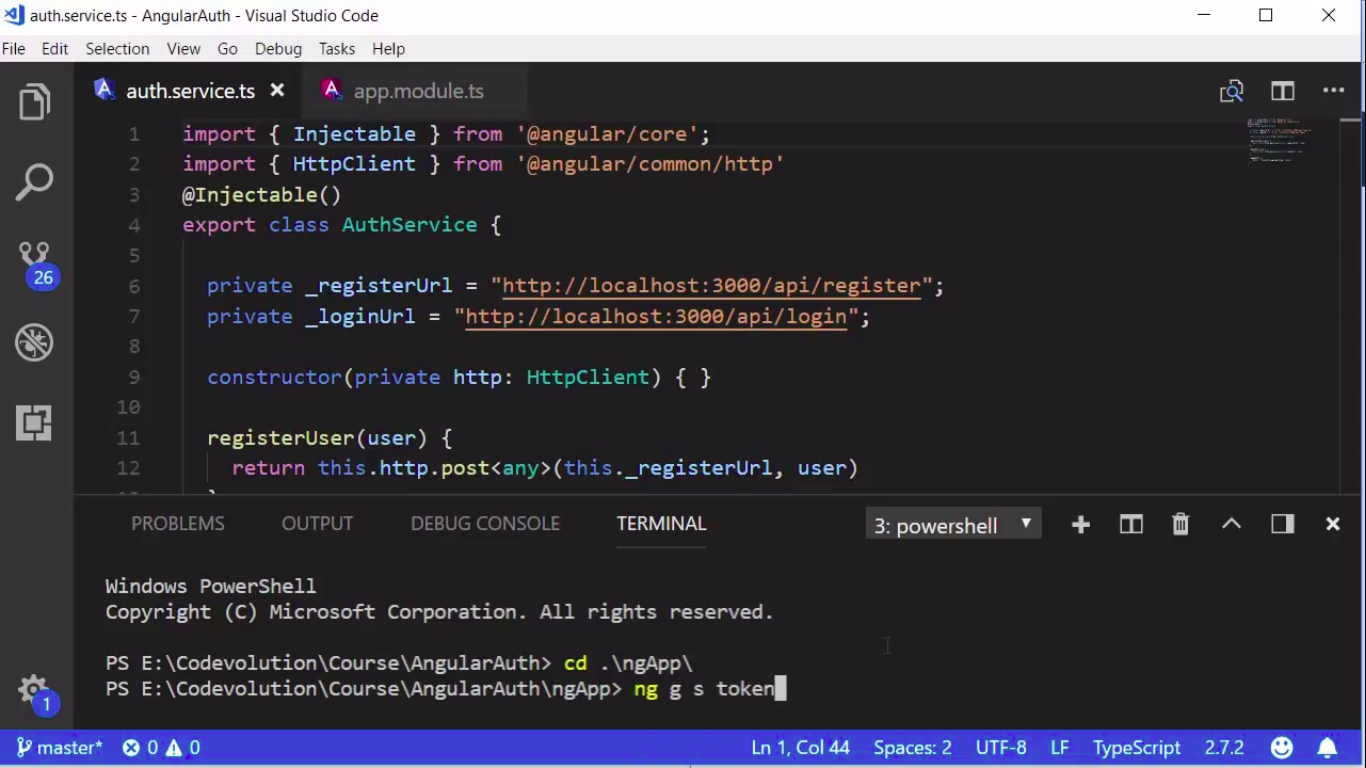 auth.service.ts - AngularAuth - Visual Studio Code
File Edit Selection View Go Debug Tasks Help
auth.service.ts app.module.ts
1 import { Injectable } from '@angular/core';
2 import { HttpClient } from '@angular/common/http'
3 @Injectable()
4 export class AuthService {
5
6 private _registerUrl = "http://localhost:3000/api/register";
7 private _loginUrl = "http://localhost:3000/api/login";
8
9 constructor(private http: HttpClient) { }
10
11 registerUser(user) {
12 return this.http.post<any>(this._registerUrl, user)
26
PROBLEMS OUTPUT DEBUG CONSOLE TERMINAL 3: powershell
Windows PowerShell
Copyright (C) Microsoft Corporation. All rights reserved.
PS E:\Codevolution\Course\AngularAuth> cd .\ngApp\
PS E:\Codevolution\Course\AngularAuth\ngApp> ng g s token
1
master* 0 0 Ln 1, Col 44 Spaces: 2 UTF-8 LF TypeScript 2.7.2